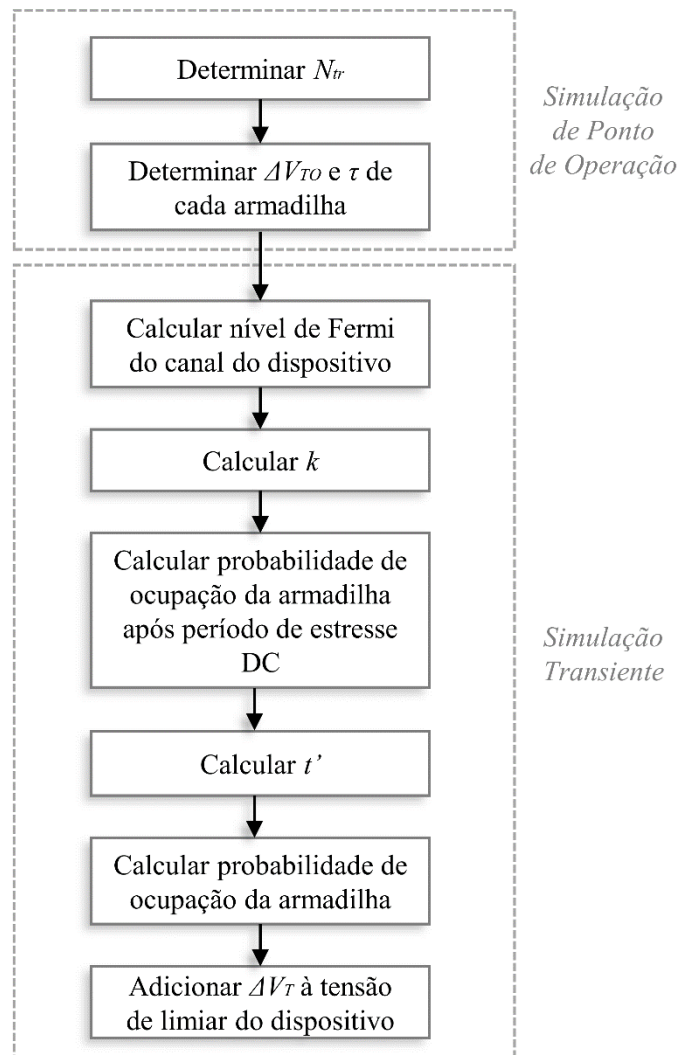 Determinar Ntr
Simulação
de Ponto
de Operação
Determinar ΔVTO e τ de
cada armadilha
Calcular nível de Fermi
do canal do dispositivo
Calcular k
Calcular probabilidade de
ocupação da armadilha
após período de estresse
DC
Simulação
Transiente
Calcular t’
Calcular probabilidade de
ocupação da armadilha
Adicionar ΔVT à tensão
de limiar do dispositivo